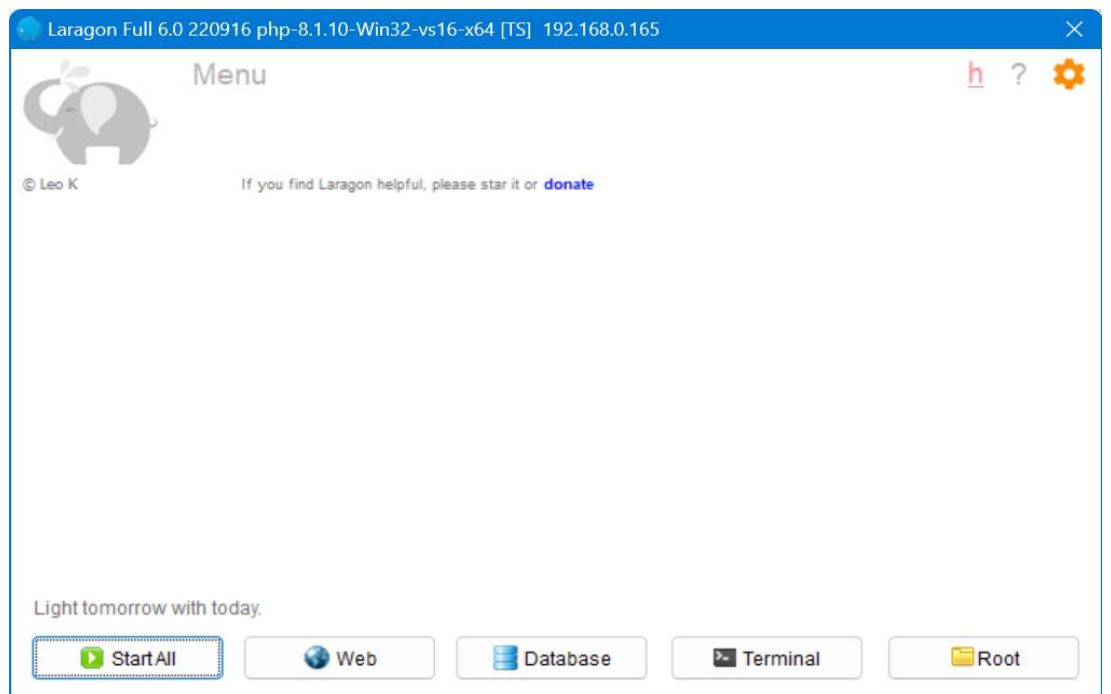 Laragon Full 6.0 220916 php-8.1.10-Win32-vs16-x64 [TS] 192.168.0.165
Menu
h ?
© Leo K
If you find Laragon helpful, please star it or donate
Light tomorrow with today.
Start All
Web
Database
Terminal
Root